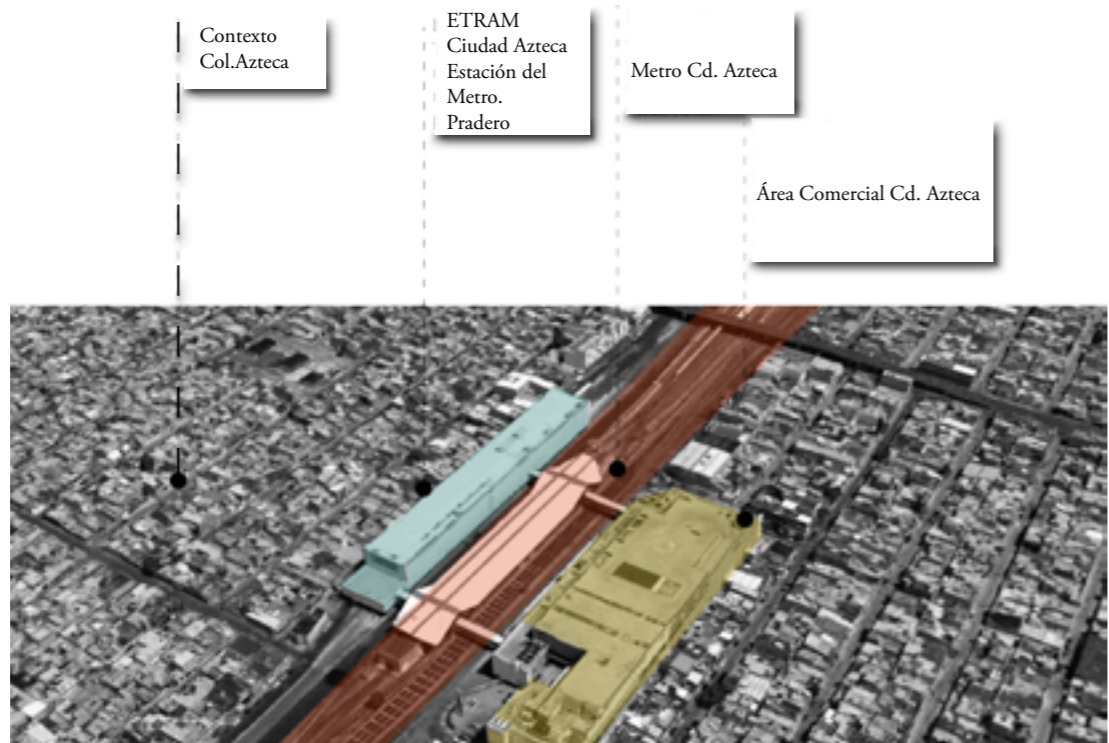 Contexto
Col.Azteca
ETRAM
Ciudad Azteca
Estación del
Metro.
Pradero
Metro Cd. Azteca
Área Comercial Cd. Azteca